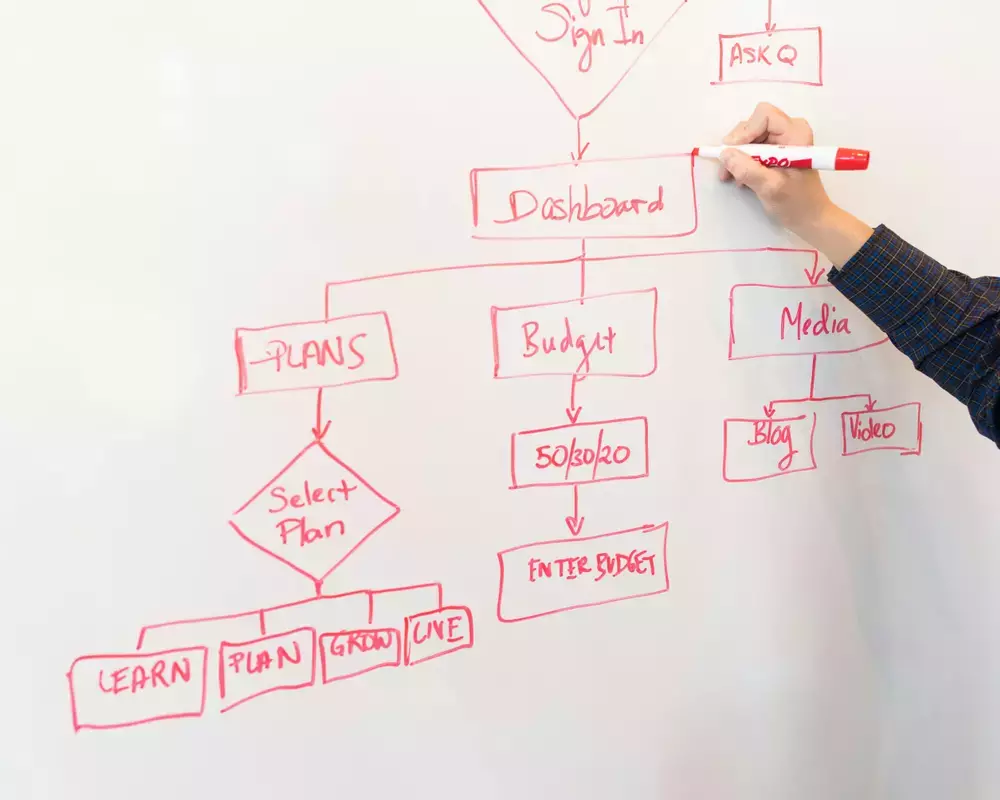 Sign In
ASK Q
Dashboard
PLANS
Budget
Media
50/30/20
Blog
Video
Select
Plan
ENTER BUDGET
LEARN
PLAN
GROW
LIVE